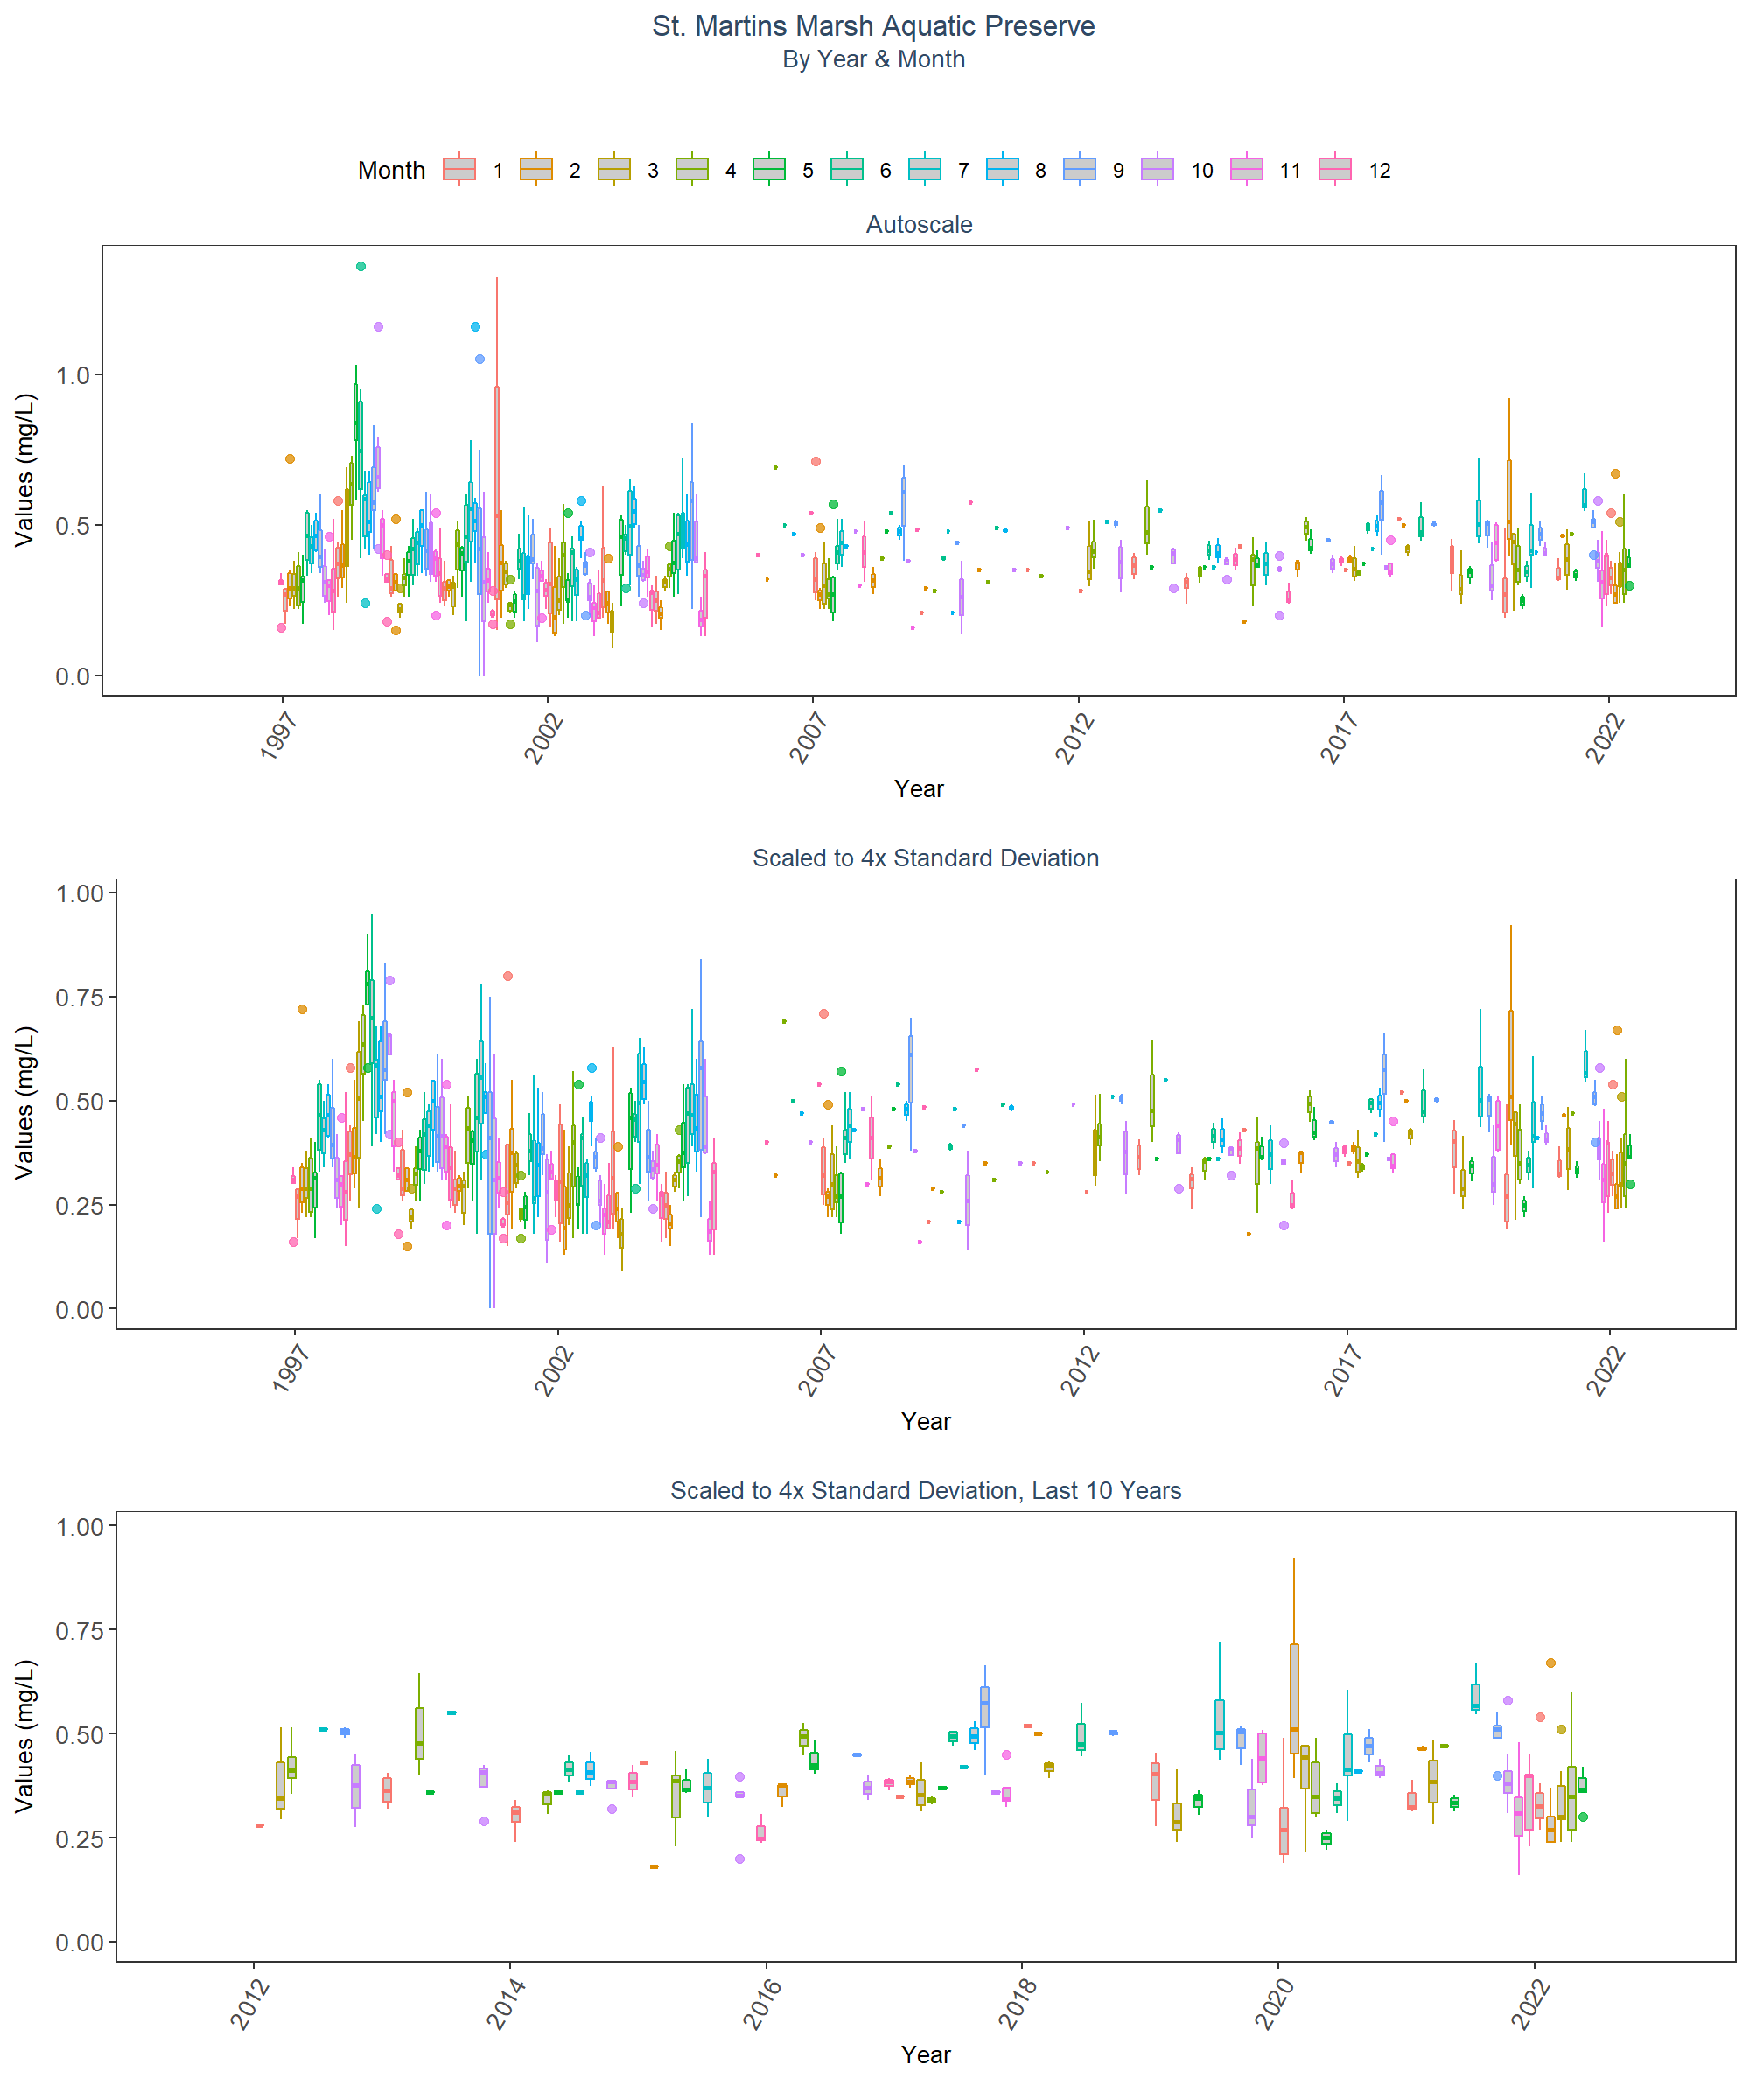 St. Martins Marsh Aquatic Preserve
By Year & Month
Month 1 2 3 4 5 6 7 8 9 10 11 12
Autoscale
Values (mg/L)
1.0
0.5
0.0
1997 2002 2007 2012 2017 2022
Year
Scaled to 4x Standard Deviation
Values (mg/L)
1.00
0.75
0.50
0.25
0.00
1997 2002 2007 2012 2017 2022
Year
Scaled to 4x Standard Deviation, Last 10 Years
Values (mg/L)
1.00
0.75
0.50
0.25
0.00
2012 2014 2016 2018 2020 2022
Year